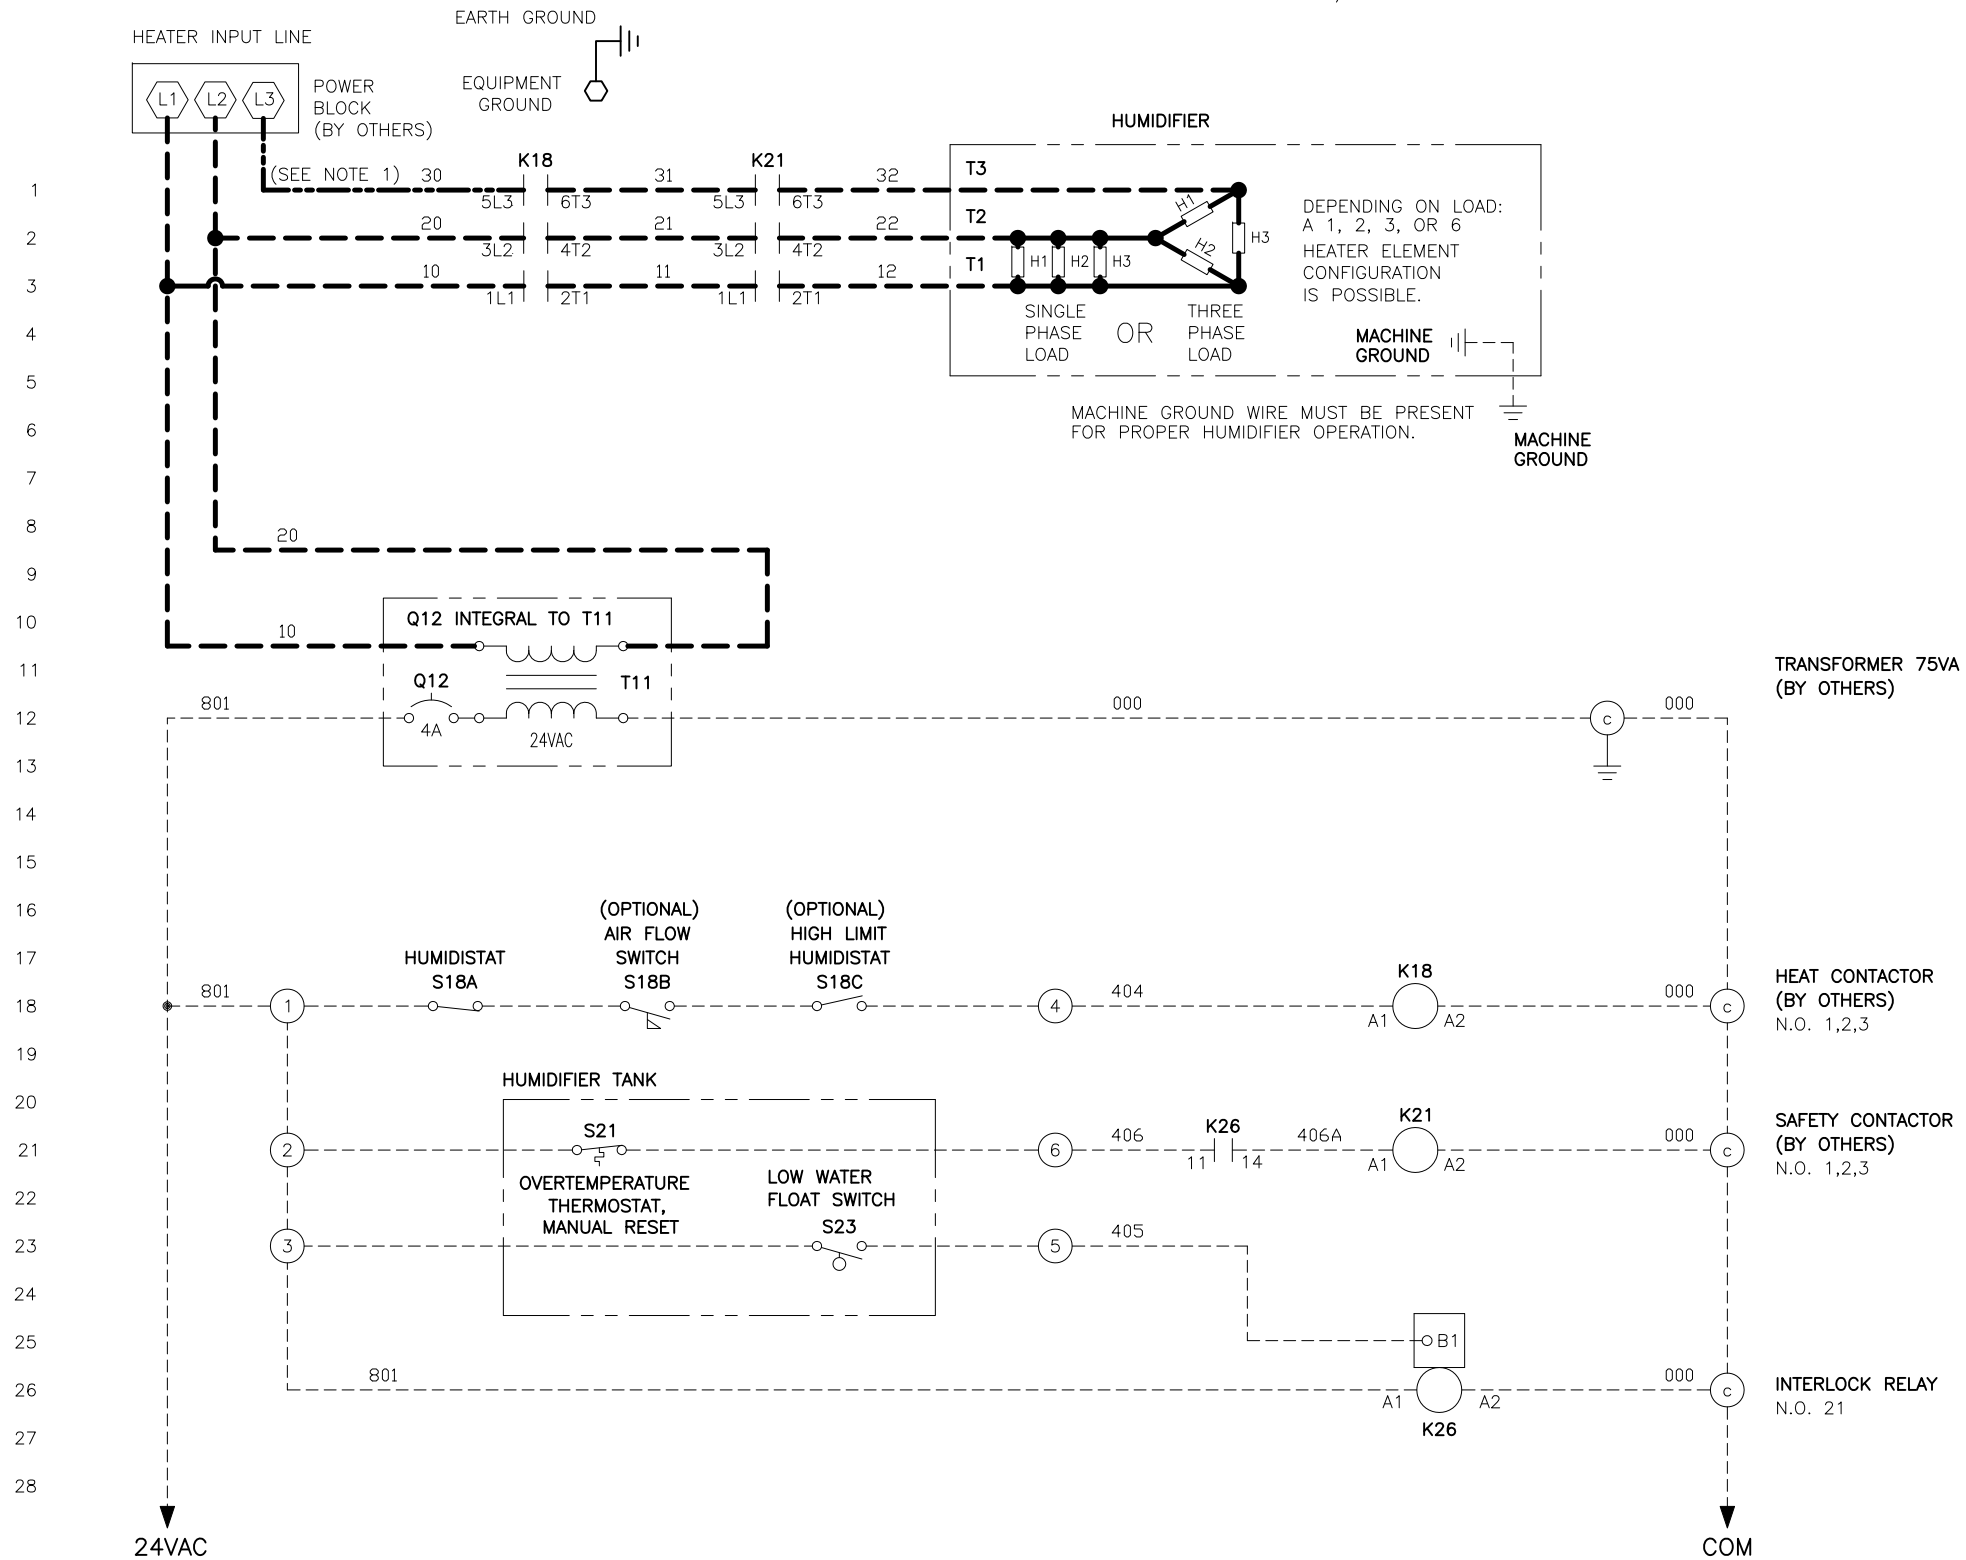 EARTH GROUND
HEATER INPUT LINE
L1 L2 L3
POWER
BLOCK
(BY OTHERS)
EQUIPMENT
GROUND
HUMIDIFIER
1
(SEE NOTE 1) 30 K18 31 K21 32 T3
5L3 6T3 5L3 6T3
2
20 21 22 T2
3L2 4T2 3L2 4T2
3
10 11 12 T1
1L1 2T1 1L1 2T1
H1 H2 H3
H1
H2
H3
DEPENDING ON LOAD:
A 1, 2, 3, OR 6
HEATER ELEMENT
CONFIGURATION
IS POSSIBLE.
SINGLE
PHASE
LOAD
OR
THREE
PHASE
LOAD
MACHINE
GROUND
4
5
MACHINE GROUND WIRE MUST BE PRESENT
FOR PROPER HUMIDIFIER OPERATION.
MACHINE
GROUND
6
7
8
20
9
10
Q12 INTEGRAL TO T11
10
11
Q12 T11
TRANSFORMER 75VA
(BY OTHERS)
12
801 4A 24VAC 000 c 000
13
14
15
16
17
HUMIDISTAT
S18A
(OPTIONAL)
AIR FLOW
SWITCH
S18B
(OPTIONAL)
HIGH LIMIT
HUMIDISTAT
S18C
K18
18
801 1 4 404 A1 A2 000 c
HEAT CONTACTOR
(BY OTHERS)
N.O. 1,2,3
19
20
HUMIDIFIER TANK
21
2 S21 6 406 K26 11 14 406A K21 A1 A2 000 c
SAFETY CONTACTOR
(BY OTHERS)
N.O. 1,2,3
22
OVERTEMPERATURE
THERMOSTAT,
MANUAL RESET
LOW WATER
FLOAT SWITCH
S23
23
3 5 405
24
25
B1
26
801 A1 A2 000 c
K26
INTERLOCK RELAY
N.O. 21
27
28
24VAC COM